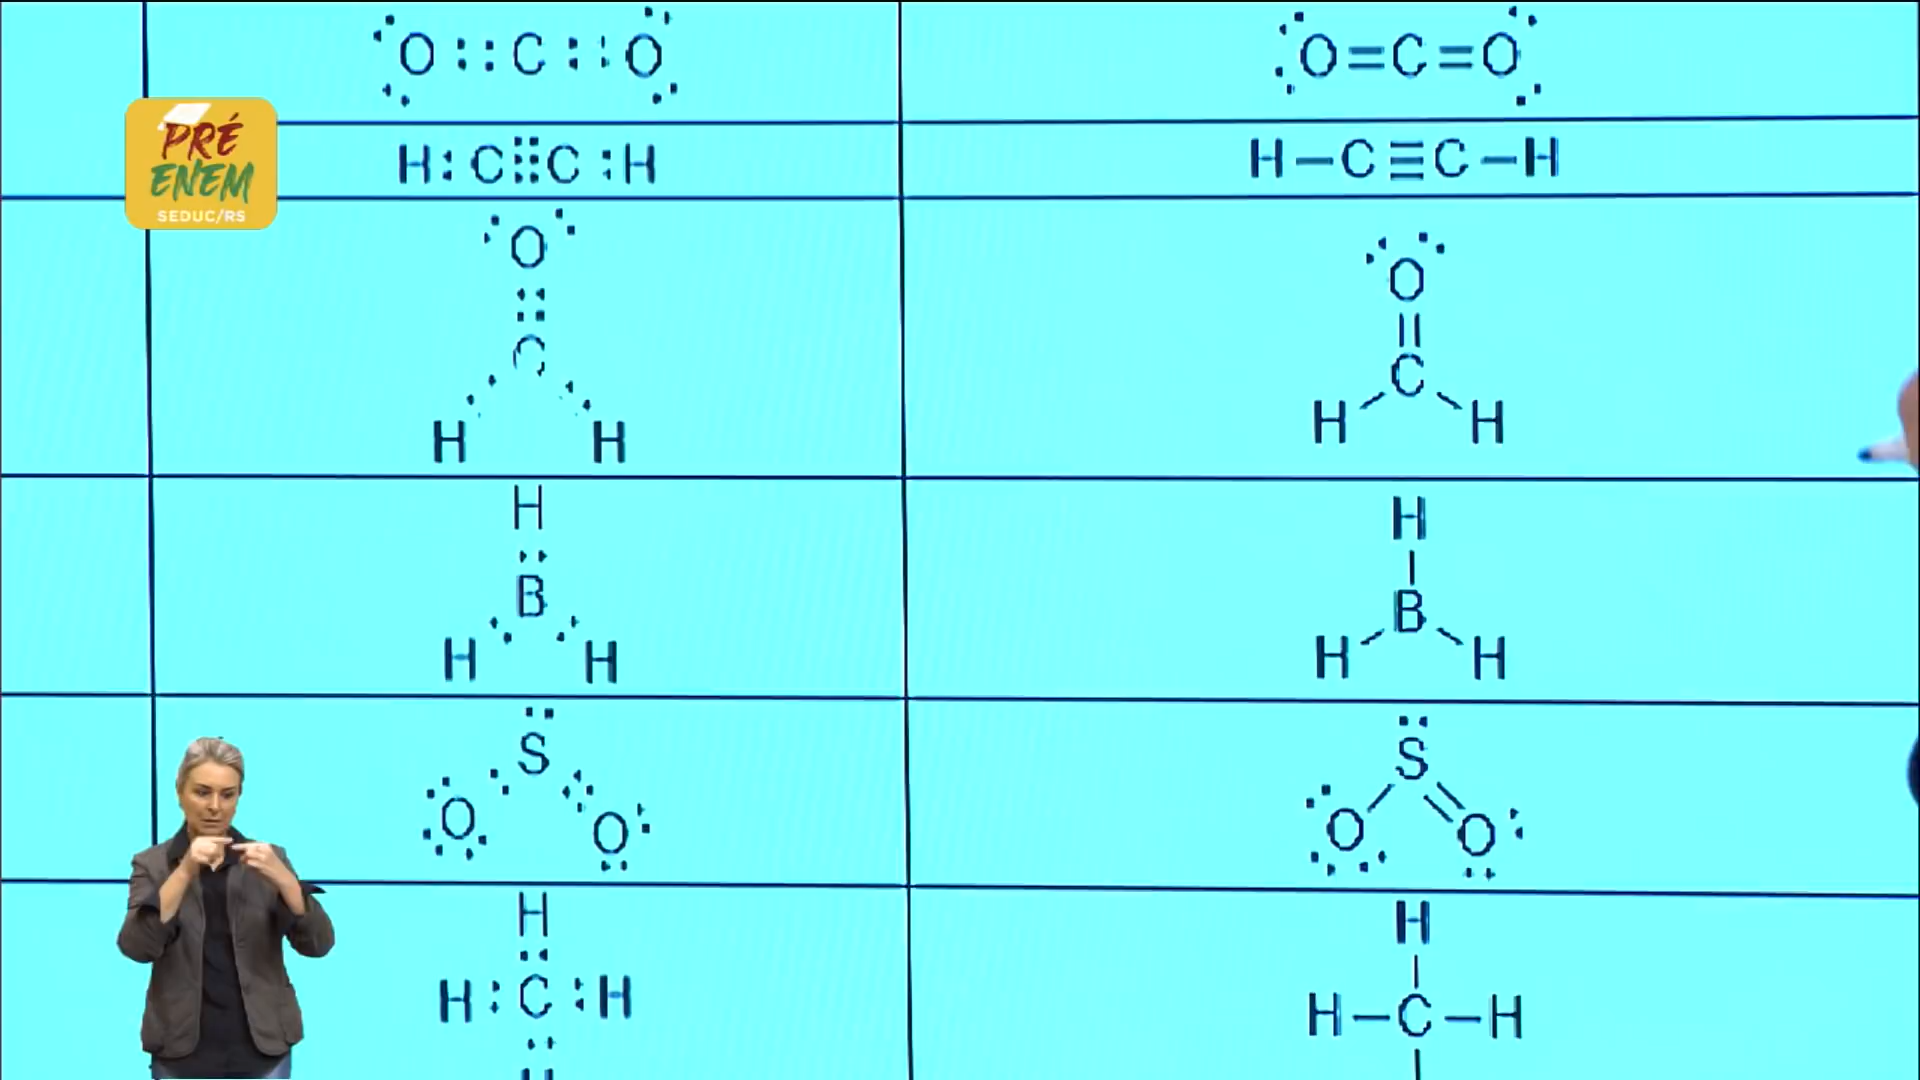 O :: C :: O
O=C=O
PRÉ
ENEM
SEDUC/RS
H : C ⫶⫶ C : H
H–C≡C–H
O
C
H H
O
C
H H
H
B
H H
H
B
H H
S
O O
S
O O
H
H : C : H
H
H
H–C–H